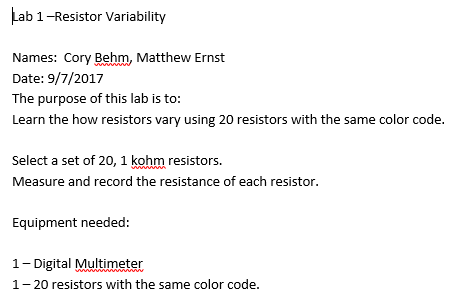 Lab 1 –Resistor Variability
Names:  Cory Behm, Matthew Ernst
Date: 9/7/2017
The purpose of this lab is to:
Learn the how resistors vary using 20 resistors with the same color code.
Select a set of 20, 1 kohm resistors.
Measure and record the resistance of each resistor.
Equipment needed:
1 – Digital Multimeter
1 – 20 resistors with the same color code.